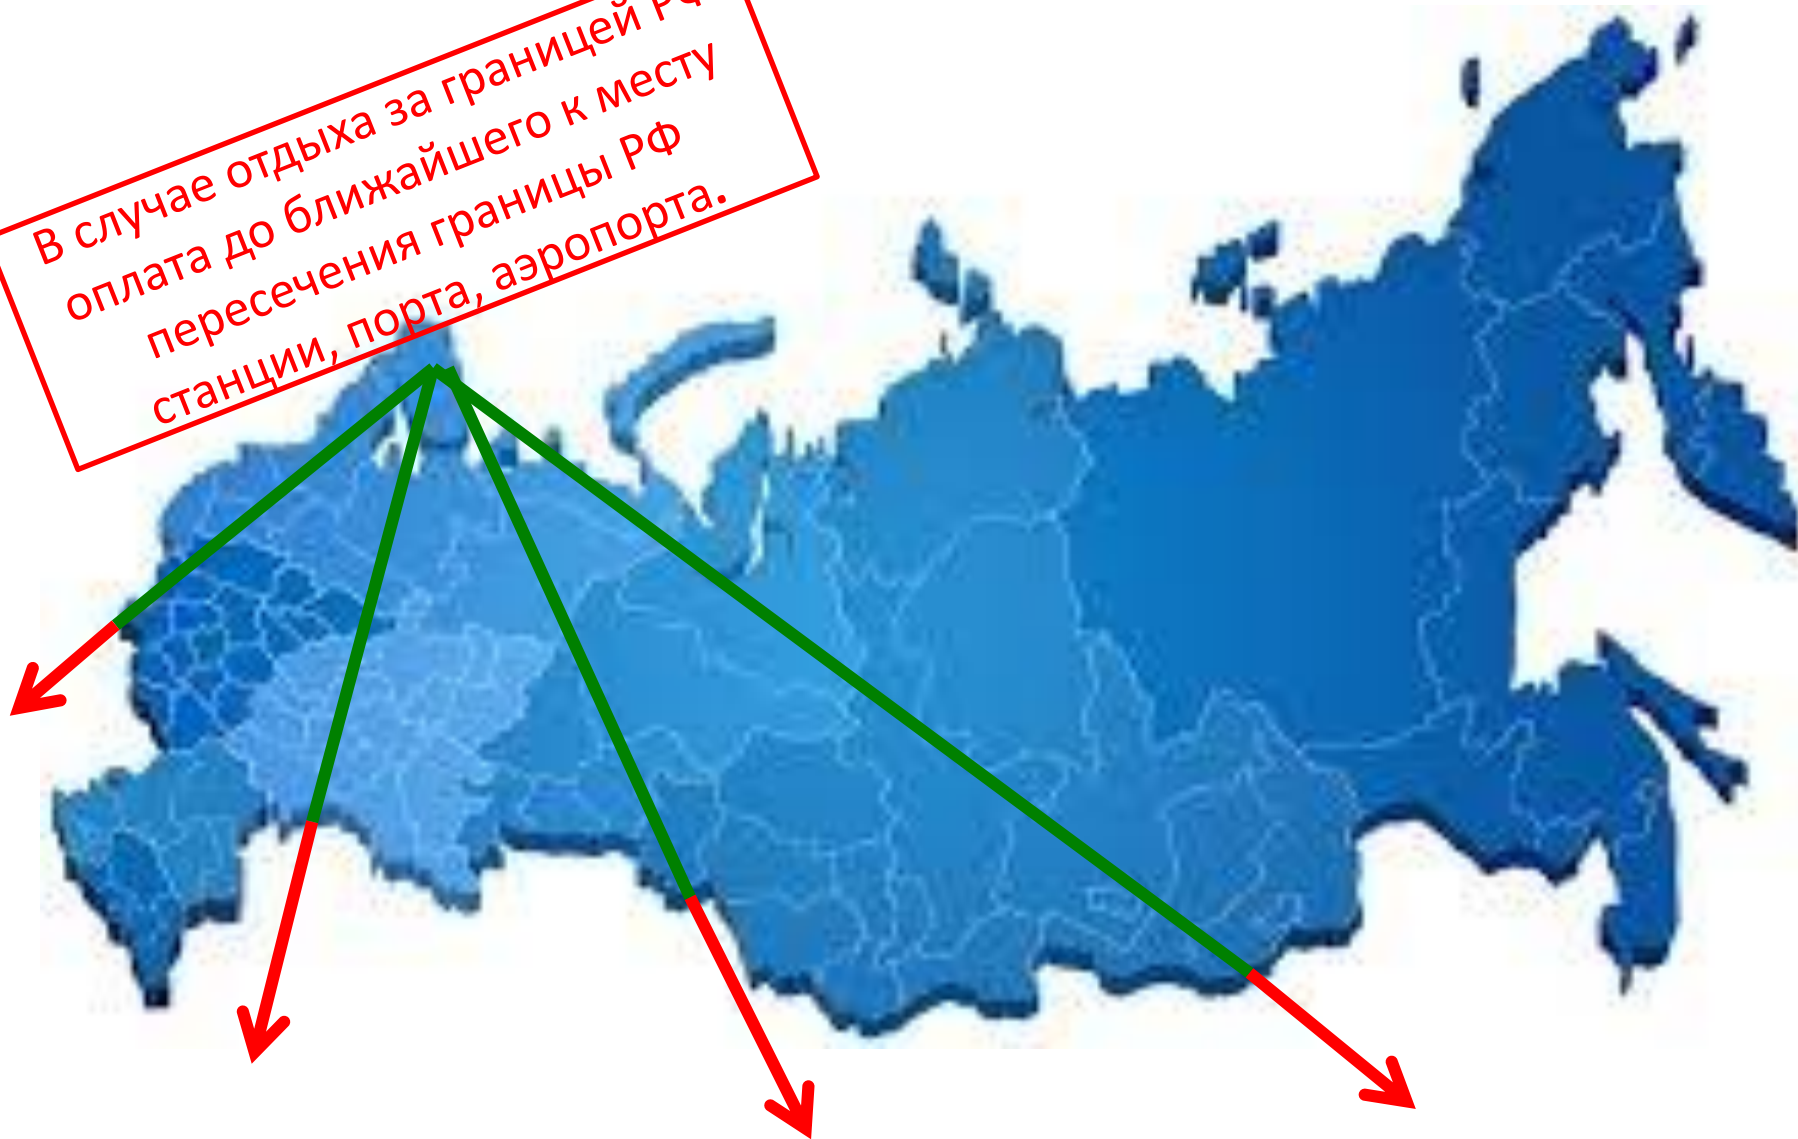 В случае отдыха за границей РФ
оплата до ближайшего к месту
пересечения границы РФ
станции, порта, аэропорта.